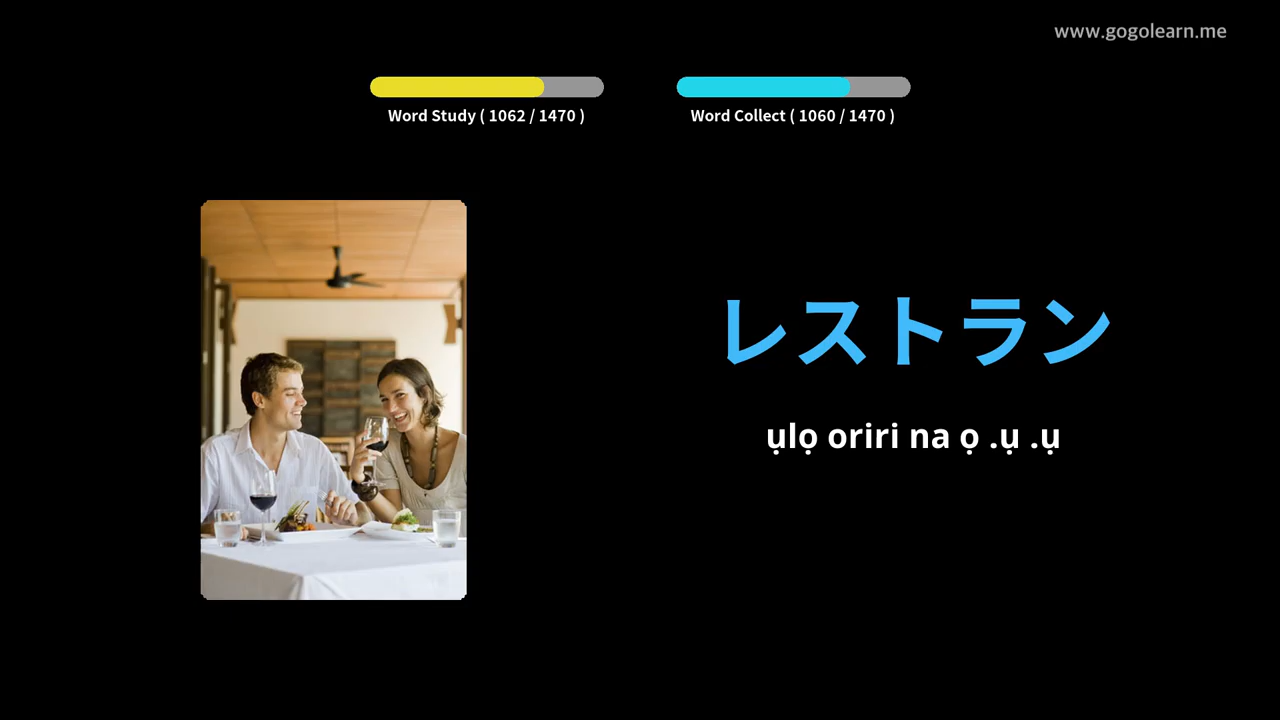 www.gogolearn.me
Word Study ( 1062 / 1470 )
Word Collect ( 1060 / 1470 )
レストラン
ụlọ oriri na ọ .ụ .ụ